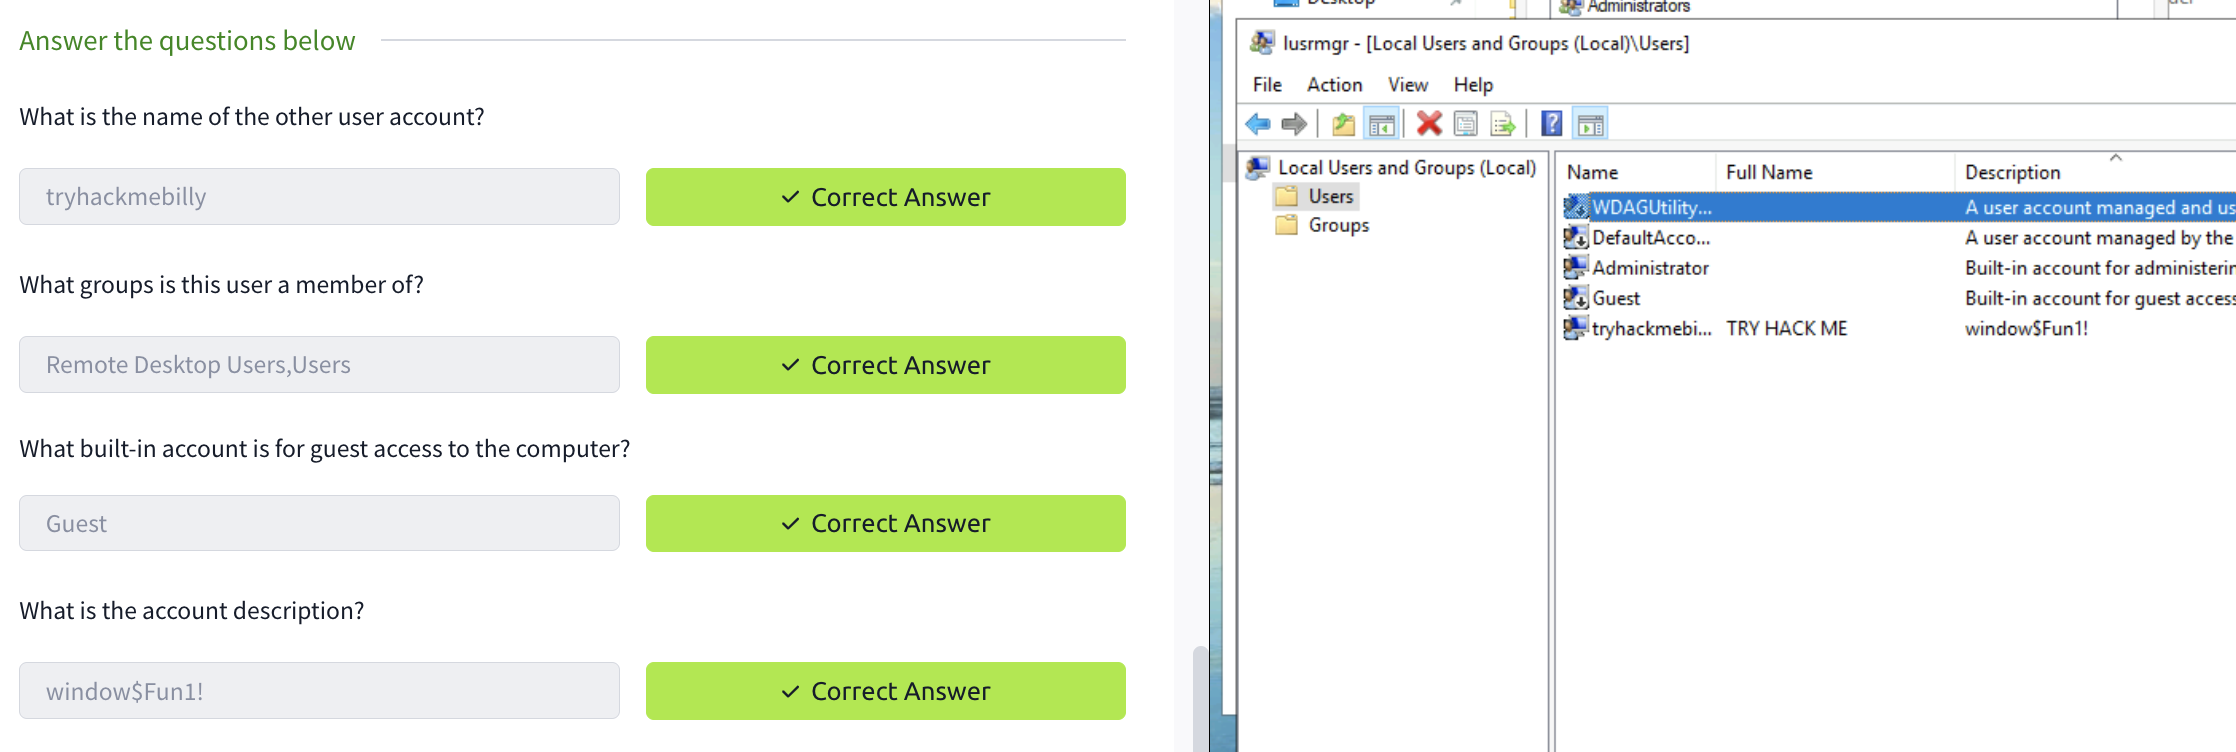 Answer the questions below
What is the name of the other user account?
tryhackmebilly
✓ Correct Answer
What groups is this user a member of?
Remote Desktop Users,Users
✓ Correct Answer
What built-in account is for guest access to the computer?
Guest
✓ Correct Answer
What is the account description?
window$Fun1!
✓ Correct Answer
Desktop
Administrators
lusrmgr - [Local Users and Groups (Local)\Users]
File Action View Help
Local Users and Groups (Local)
Users
Groups
Name Full Name Description
WDAGUtility... A user account managed and us
DefaultAcco... A user account managed by the
Administrator Built-in account for administerin
Guest Built-in account for guest access
tryhackmebi... TRY HACK ME window$Fun1!